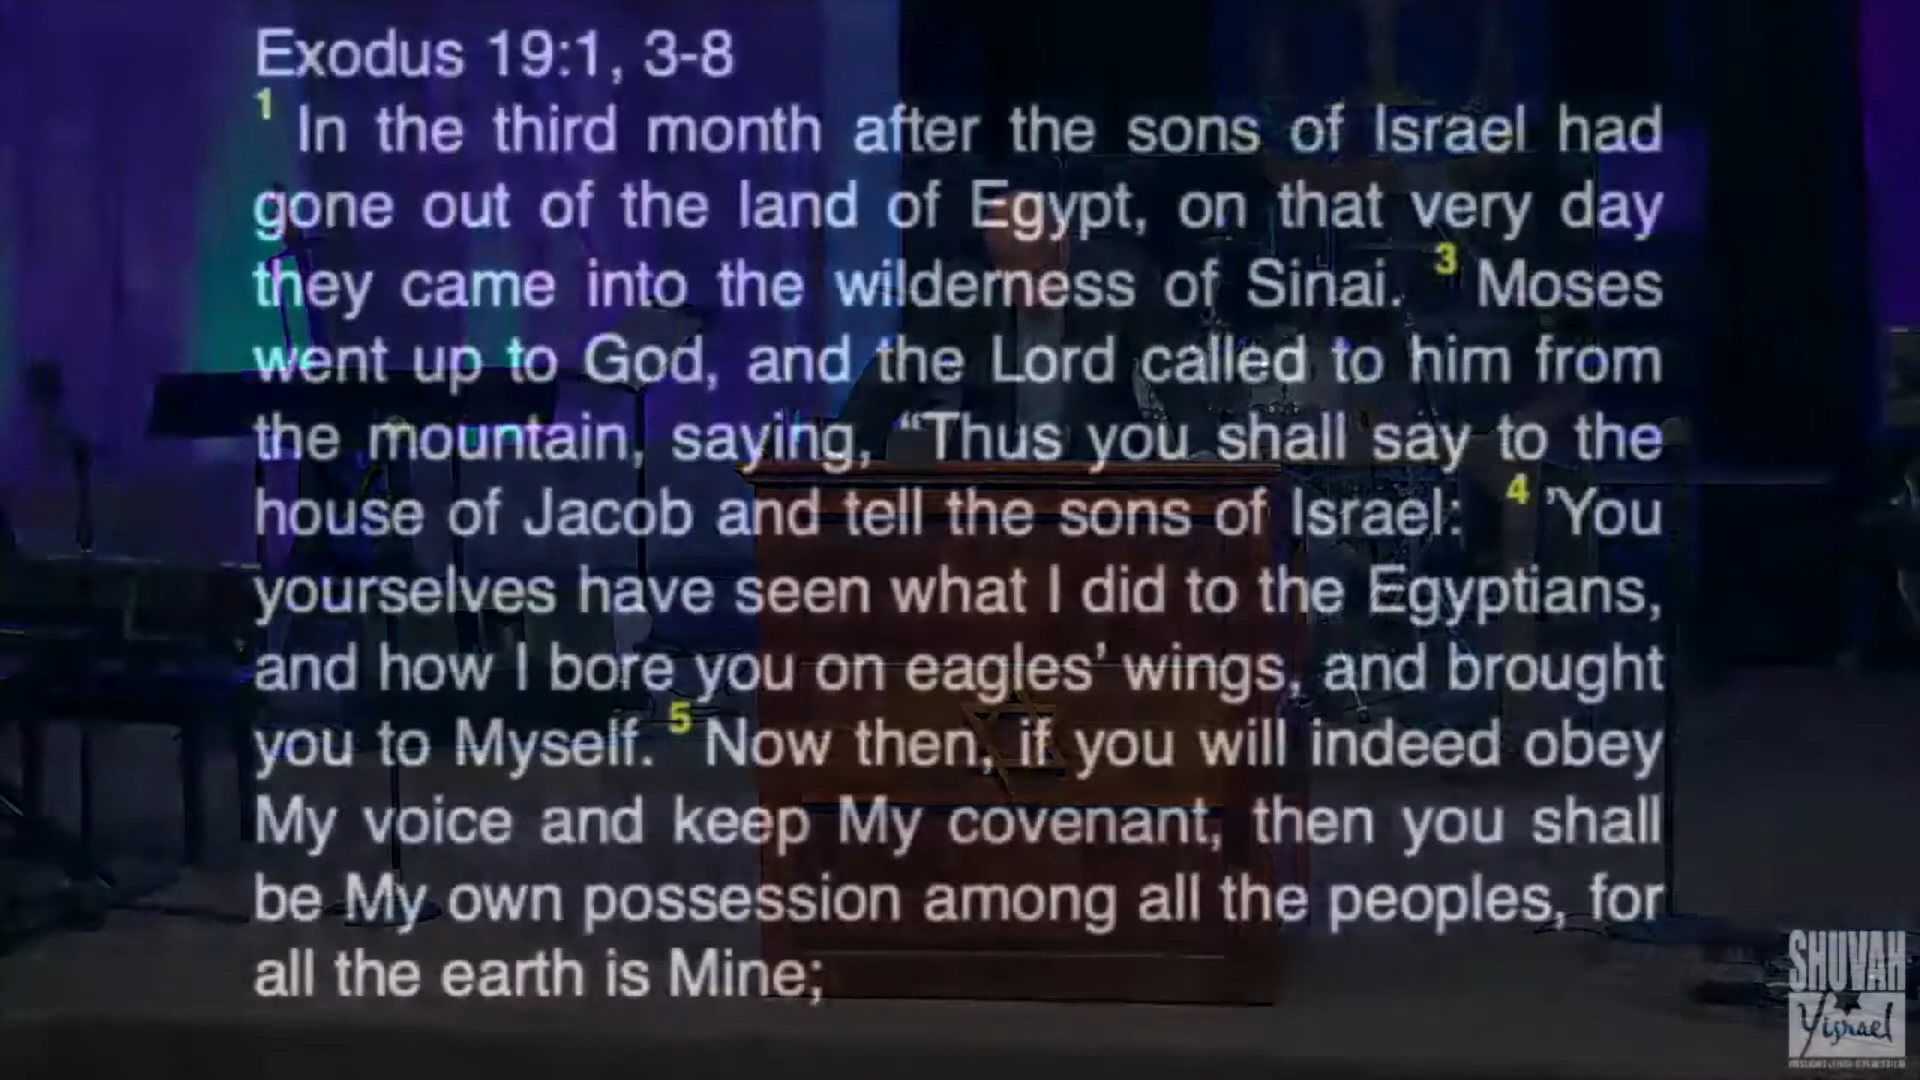 Exodus 19:1, 3-8
1 In the third month after the sons of Israel had
gone out of the land of Egypt, on that very day
they came into the wilderness of Sinai. 3 Moses
went up to God, and the Lord called to him from
the mountain, saying, “Thus you shall say to the
house of Jacob and tell the sons of Israel: 4 ’You
yourselves have seen what I did to the Egyptians,
and how I bore you on eagles’ wings, and brought
you to Myself. 5 Now then, if you will indeed obey
My voice and keep My covenant, then you shall
be My own possession among all the peoples, for
all the earth is Mine;
SHUVAH
Yisrael